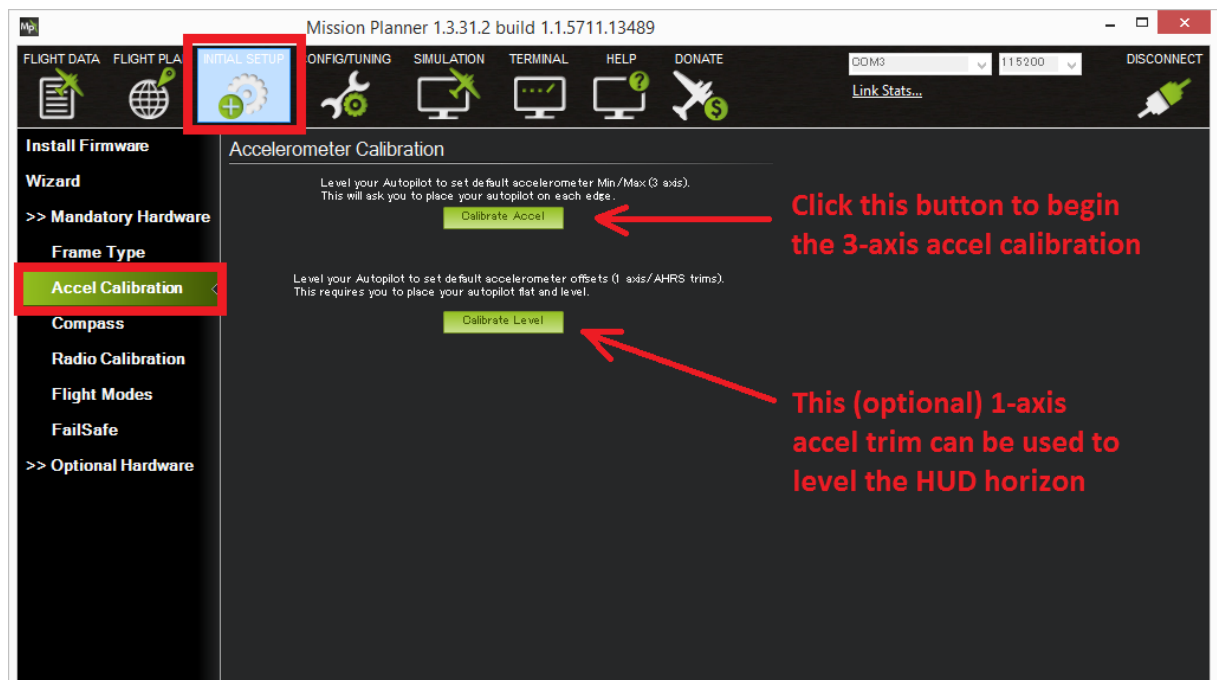 Mp
Mission Planner 1.3.31.2 build 1.1.5711.13489
FLIGHT DATA
FLIGHT PLA
INITIAL SETUP
CONFIG/TUNING
SIMULATION
TERMINAL
HELP
DONATE
COM3
115200
DISCONNECT
Link Stats...
Install Firmware
Wizard
>> Mandatory Hardware
Frame Type
Accel Calibration
Compass
Radio Calibration
Flight Modes
FailSafe
>> Optional Hardware
Accelerometer Calibration
Level your Autopilot to set default accelerometer Min/Max (3 axis).
This will ask you to place your autopilot on each edge.
Calibrate Accel
Click this button to begin
the 3-axis accel calibration
Level your Autopilot to set default accelerometer offsets (1 axis/AHRS trims).
This requires you to place your autopilot flat and level.
Calibrate Level
This (optional) 1-axis
accel trim can be used to
level the HUD horizon